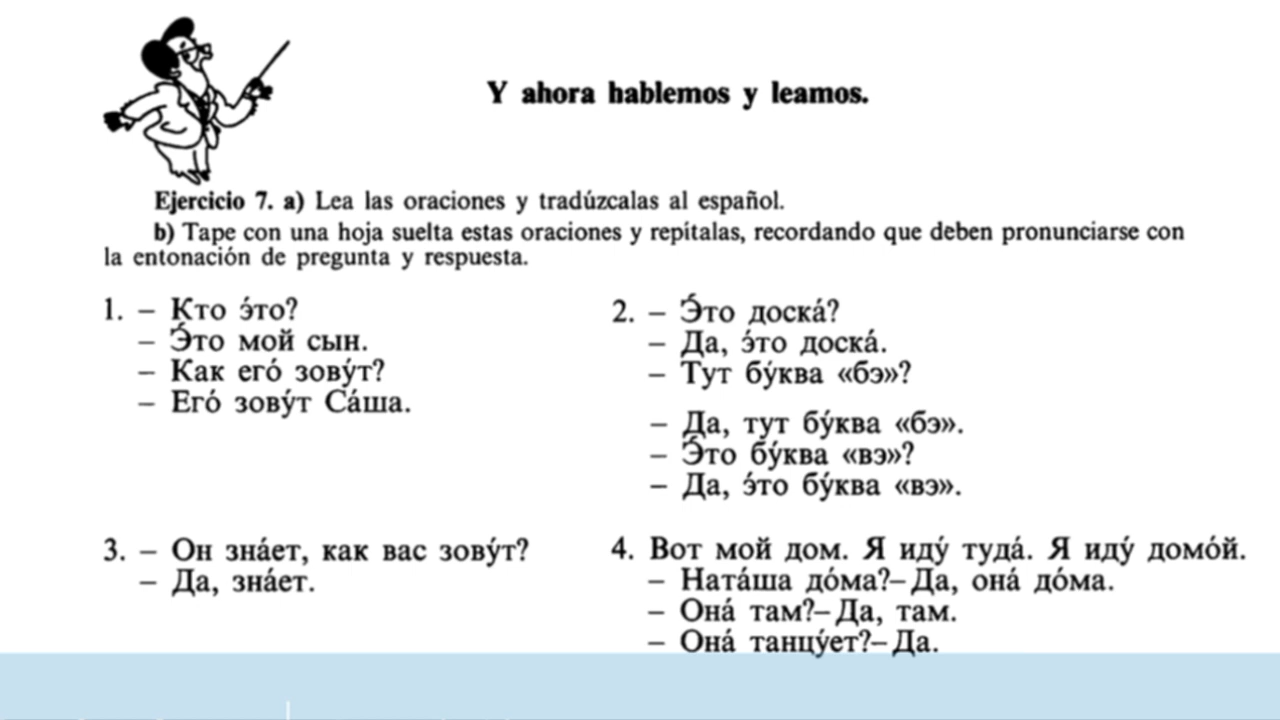 Y ahora hablemos y leamos.
Ejercicio 7. a) Lea las oraciones y tradúzcalas al español.
b) Tape con una hoja suelta estas oraciones y repítalas, recordando que deben pronunciarse con
la entonación de pregunta y respuesta.
1. – Кто э́то?
– Э́то мой сын.
– Как его́ зову́т?
– Его́ зову́т Са́ша.
2. – Э́то доска́?
– Да, э́то доска́.
– Тут бу́ква «бэ»?
– Да, тут бу́ква «бэ».
– Э́то бу́ква «вэ»?
– Да, э́то бу́ква «вэ».
3. – Он зна́ет, как вас зову́т?
– Да, зна́ет.
4. Вот мой дом. Я иду́ туда́. Я иду́ домо́й.
– Ната́ша до́ма?– Да, она́ до́ма.
– Она́ там?– Да, там.
– Она́ танцу́ет?– Да.